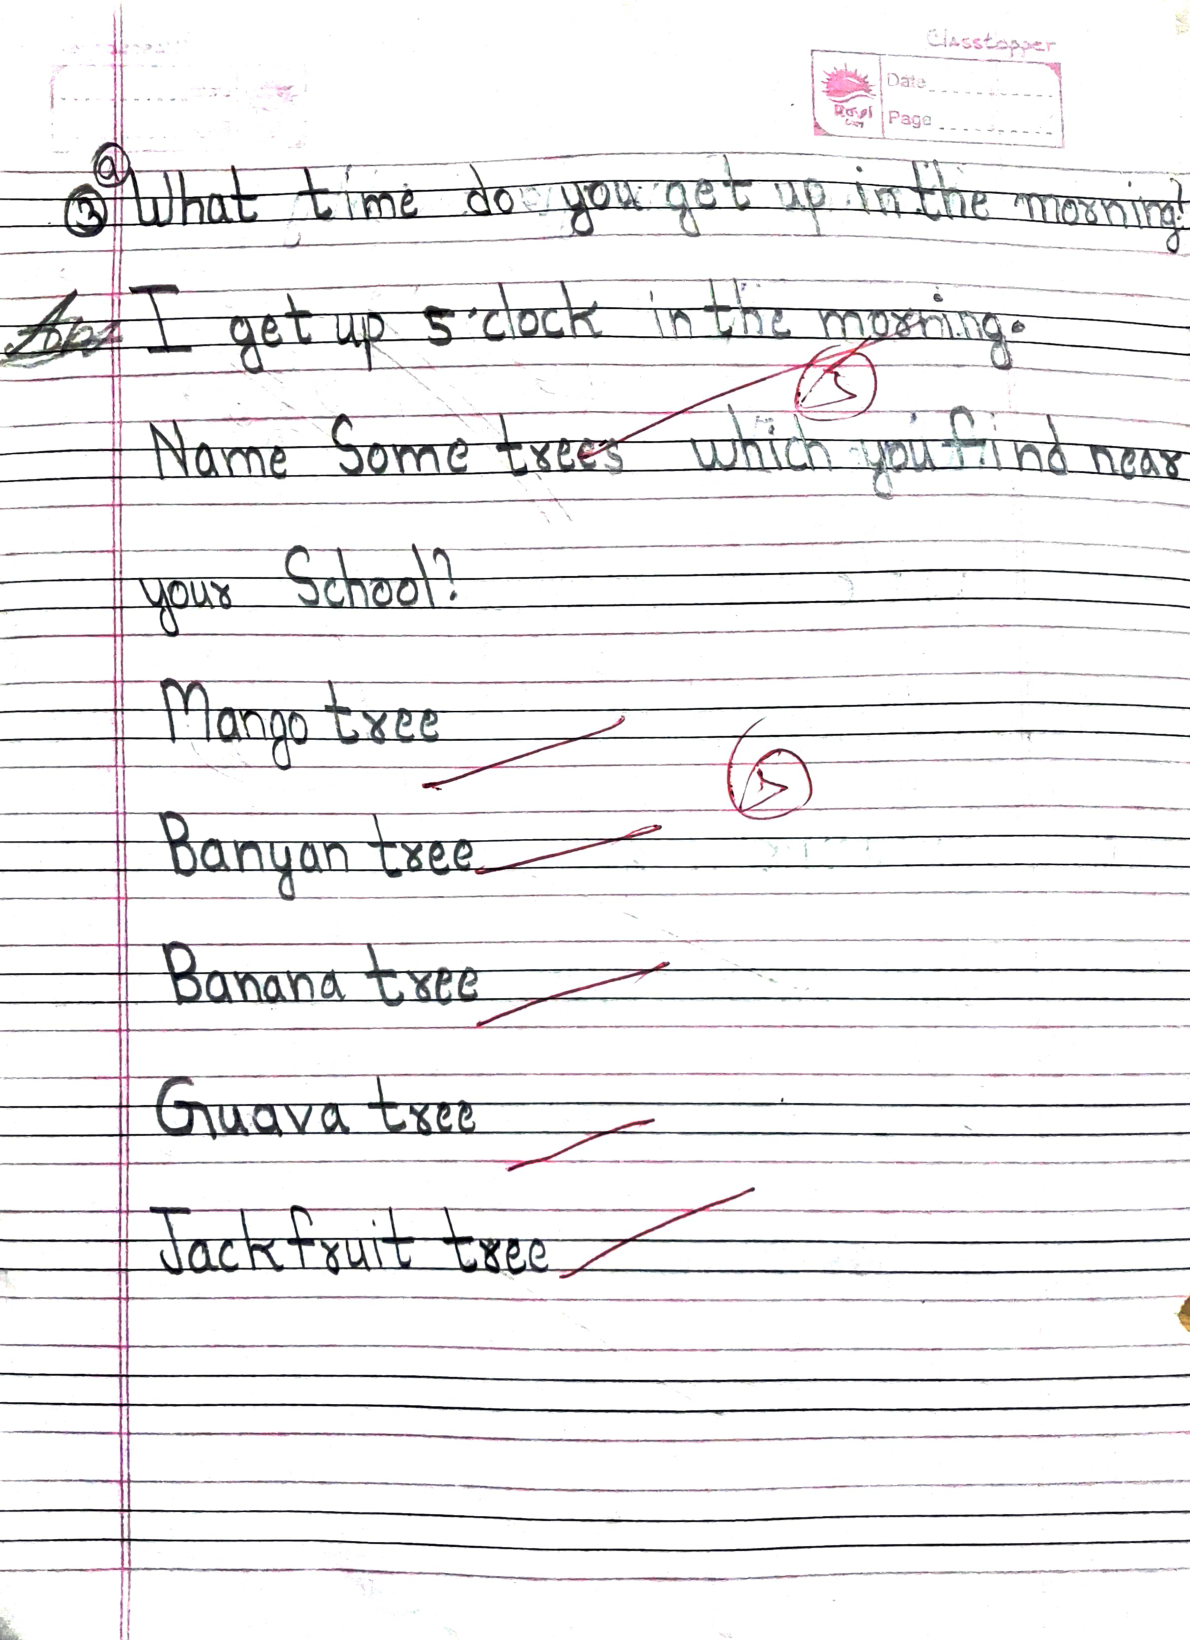 Classtopper
Date
Page
③ (a) What time do you get up in the morning?
Ans I get up 5'clock in the morning.
Name Some trees which you find near
your School?
Mango tree
Banyan tree
Banana tree
Guava tree
Jackfruit tree